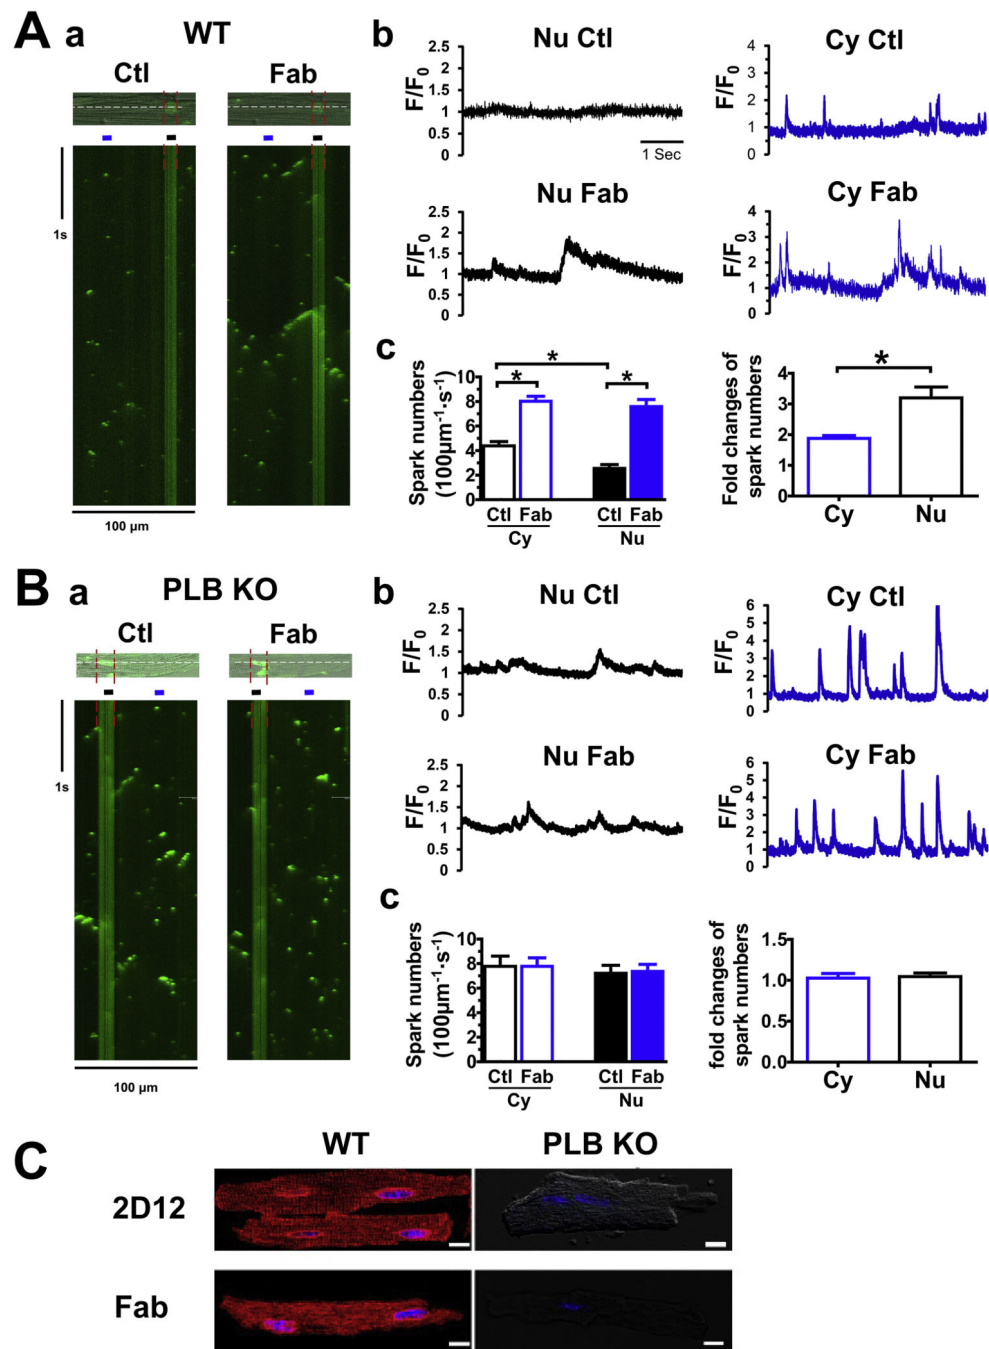 A a WT
Ctl Fab
1s
100 µm
b Nu Ctl Cy Ctl
F/F0
2.5
2
1.5
1
0.5
0
1 Sec
F/F0
4
3
2
1
0
Nu Fab Cy Fab
F/F0
2.5
2
1.5
1
0.5
0
F/F0
4
3
2
1
0
c
Spark numbers
(100µm⁻¹·s⁻¹)
10
8
6
4
2
0
* * *
Ctl Fab Ctl Fab
Cy Nu
Fold changes of
spark numbers
4
3
2
1
0
*
Cy Nu
B a PLB KO
Ctl Fab
1s
100 µm
b Nu Ctl Cy Ctl
F/F0
2.5
2
1.5
1
0.5
0
F/F0
6
5
4
3
2
1
0
Nu Fab Cy Fab
F/F0
2.5
2
1.5
1
0.5
0
F/F0
6
5
4
3
2
1
0
c
Spark numbers
(100µm⁻¹·s⁻¹)
10
8
6
4
2
0
Ctl Fab Ctl Fab
Cy Nu
fold changes of
spark numbers
1.5
1.0
0.5
0.0
Cy Nu
C WT PLB KO
2D12
Fab